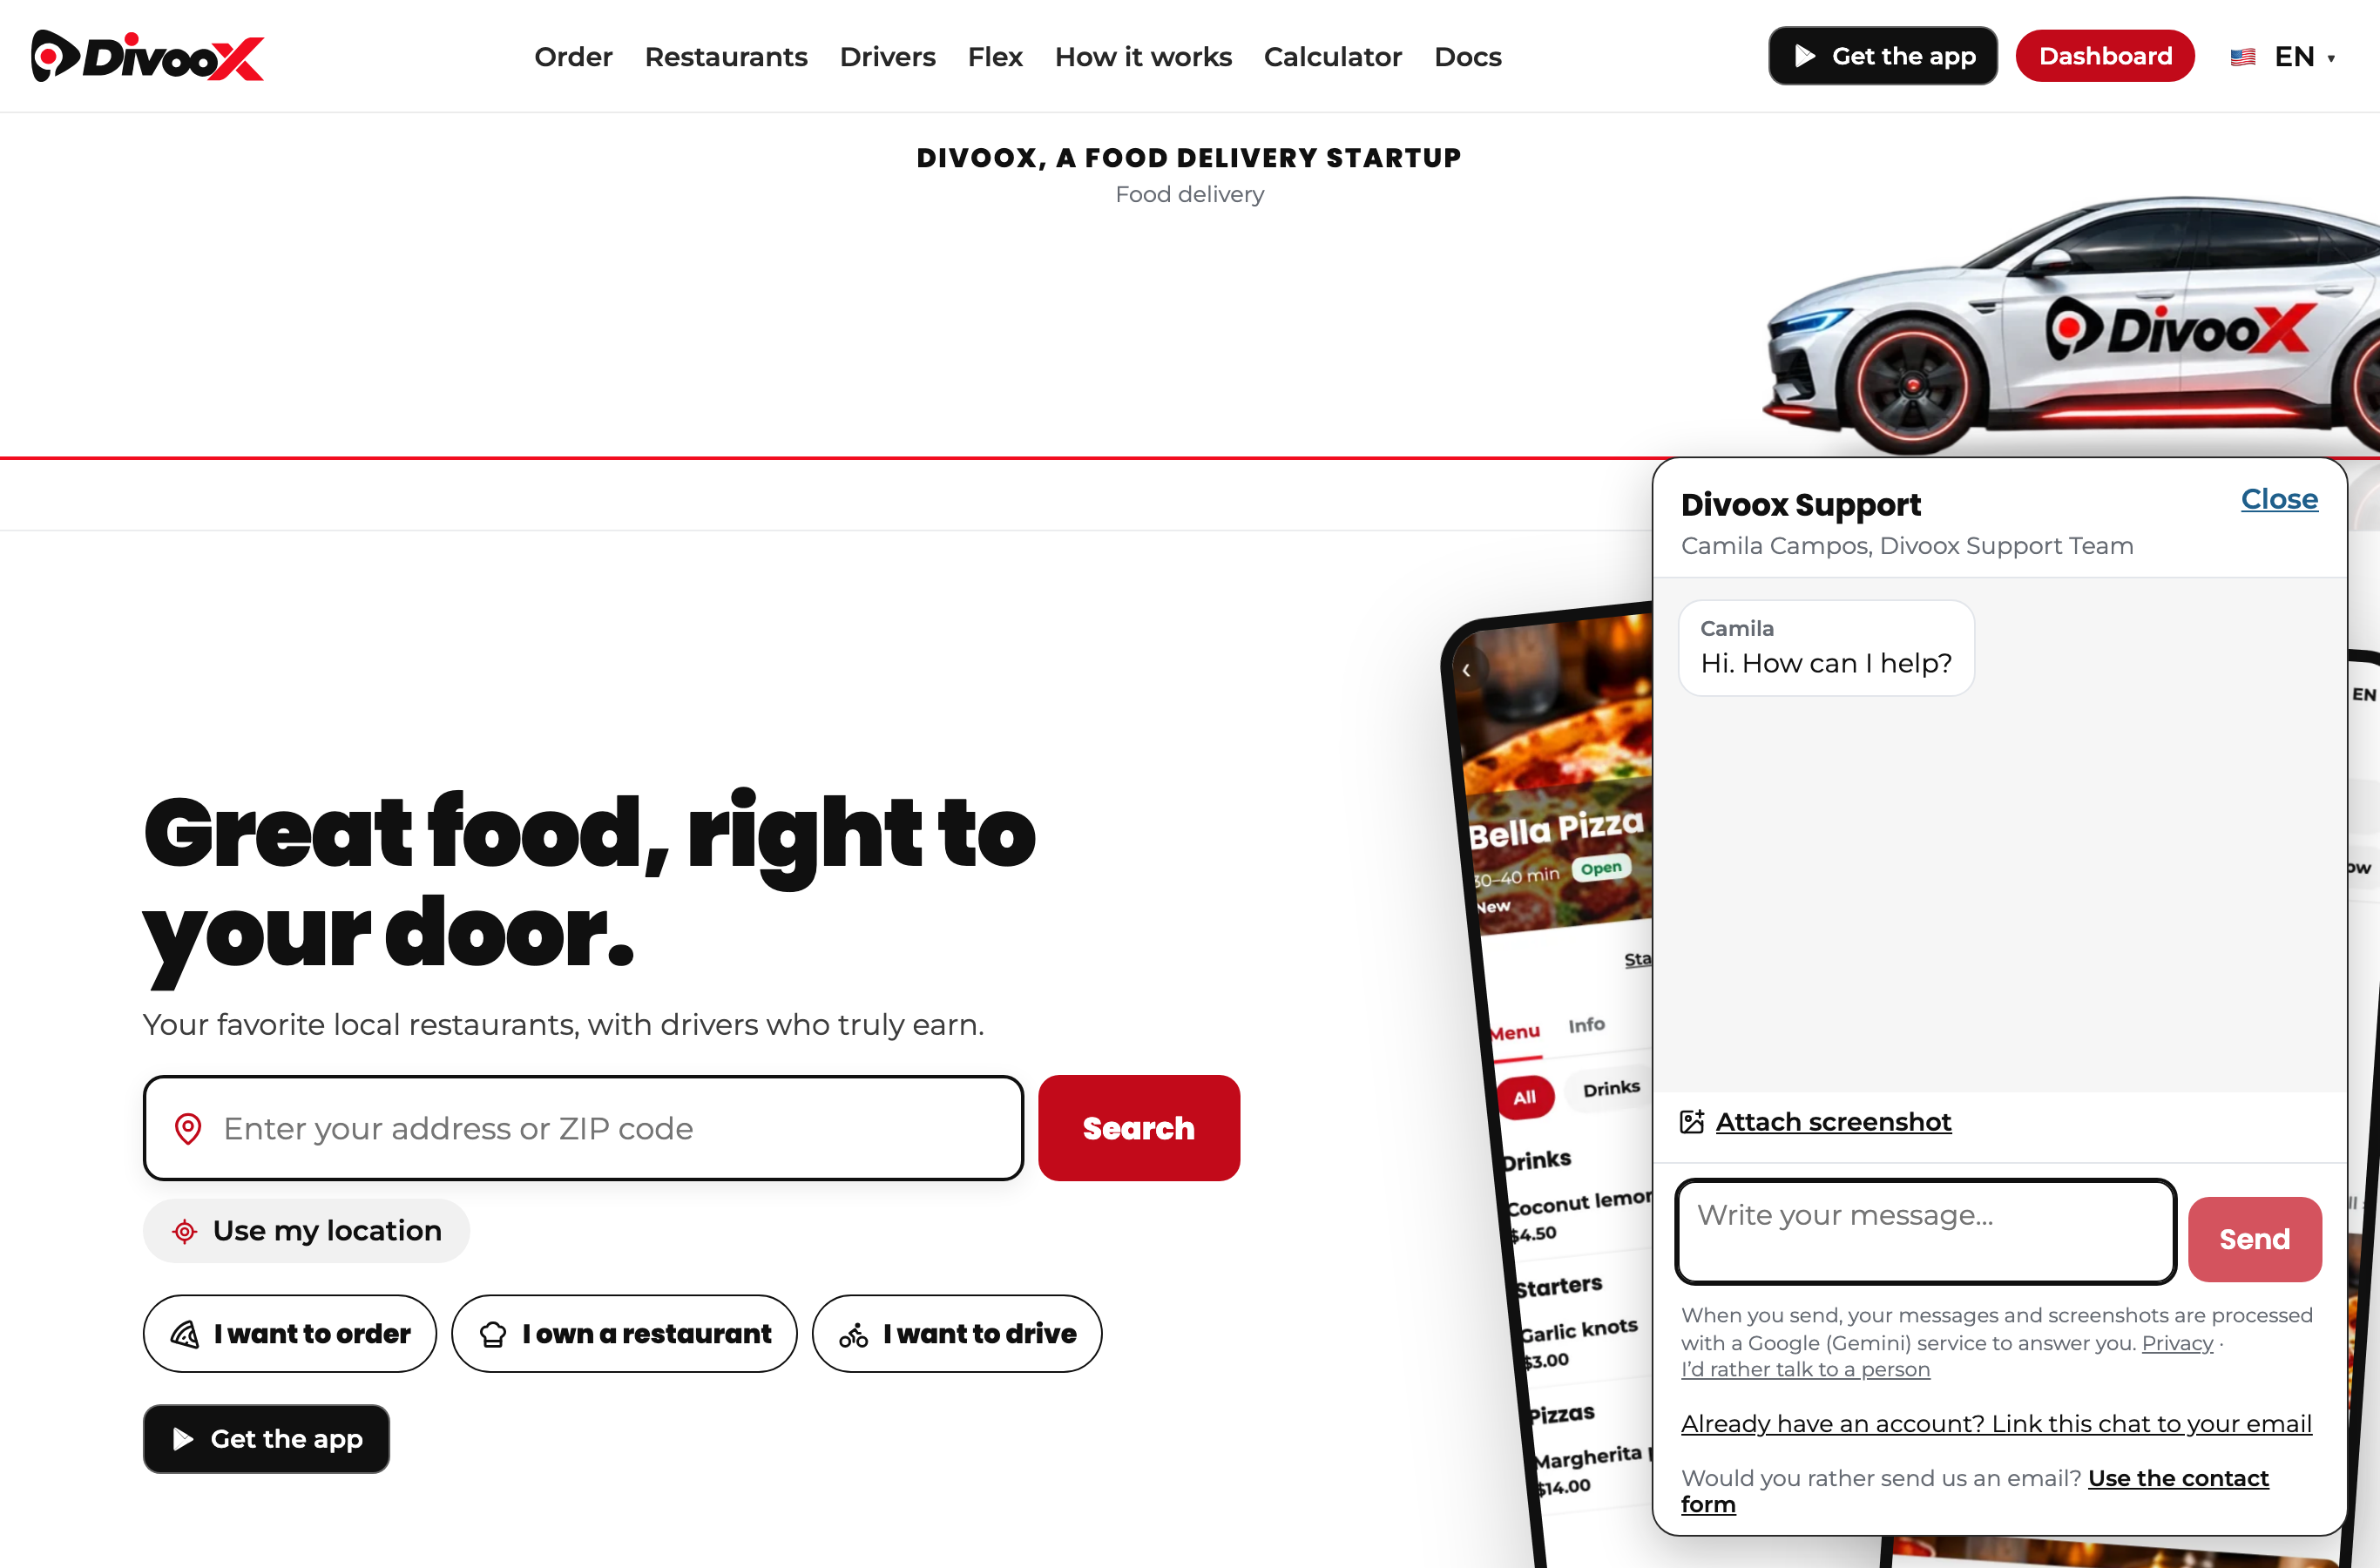 DivooX
Order Restaurants Drivers Flex How it works Calculator Docs
Get the app
Dashboard
EN
DIVOOX, A FOOD DELIVERY STARTUP
Food delivery
DivooX
Great food, right to
your door.
Your favorite local restaurants, with drivers who truly earn.
Enter your address or ZIP code
Search
Use my location
I want to order
I own a restaurant
I want to drive
Get the app
Bella Pizza
30–40 min Open
New
Menu Info
All Drinks
Drinks
$4.50
Starters
Garlic knots
$3.00
Pizzas
Margherita
$14.00
Divoox Support
Close
Camila Campos, Divoox Support Team
Camila
Hi. How can I help?
Attach screenshot
Write your message...
Send
When you send, your messages and screenshots are processed
with a Google (Gemini) service to answer you. Privacy ·
I'd rather talk to a person
Already have an account? Link this chat to your email
Would you rather send us an email? Use the contact
form
EN